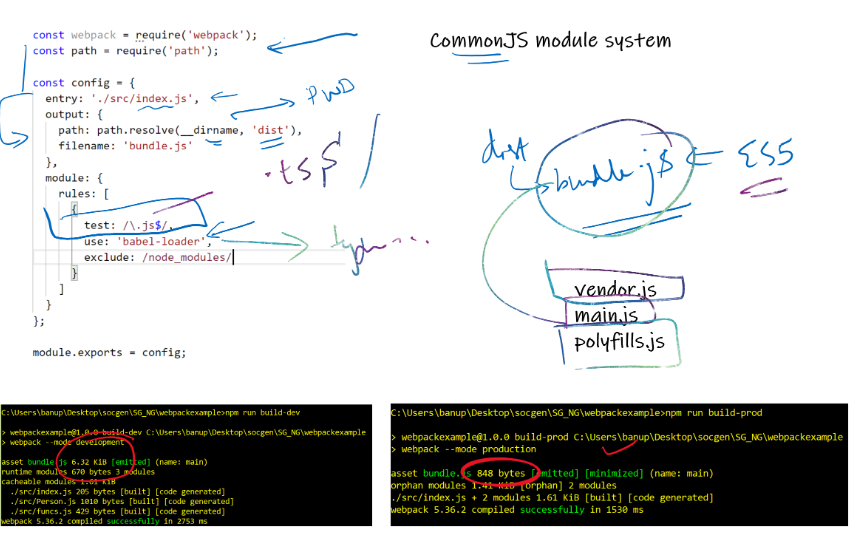 const webpack = require('webpack');
const path = require('path');
const config = {
entry: './src/index.js',
output: {
path: path.resolve(__dirname, 'dist'),
filename: 'bundle.js'
},
module: {
rules: [
{
test: /\.js$/,
use: 'babel-loader',
exclude: /node_modules/
}
]
}
};
module.exports = config;
PWD
.ts$/
CommonJS module system
dist
bundle.js
ES5
vendor.js
main.js
polyfills.js
C:\Users\banup\Desktop\socgen\SG_NG\webpackexample>npm run build-dev
> webpackexample@1.0.0 build-dev C:\Users\banup\Desktop\socgen\SG_NG\webpackexample
> webpack --mode development
asset bundle.js 6.32 KiB [emitted] (name: main)
runtime modules 670 bytes 3 modules
cacheable modules 1.61 KiB
./src/index.js 205 bytes [built] [code generated]
./src/Person.js 1010 bytes [built] [code generated]
./src/funcs.js 429 bytes [built] [code generated]
webpack 5.36.2 compiled successfully in 2753 ms
C:\Users\banup\Desktop\socgen\SG_NG\webpackexample>npm run build-prod
> webpackexample@1.0.0 build-prod C:\Users\banup\Desktop\socgen\SG_NG\webpackexample
> webpack --mode production
asset bundle.js 848 bytes [emitted] [minimized] (name: main)
orphan modules 1.41 KiB [orphan] 2 modules
./src/index.js + 2 modules 1.61 KiB [built] [code generated]
webpack 5.36.2 compiled successfully in 1530 ms